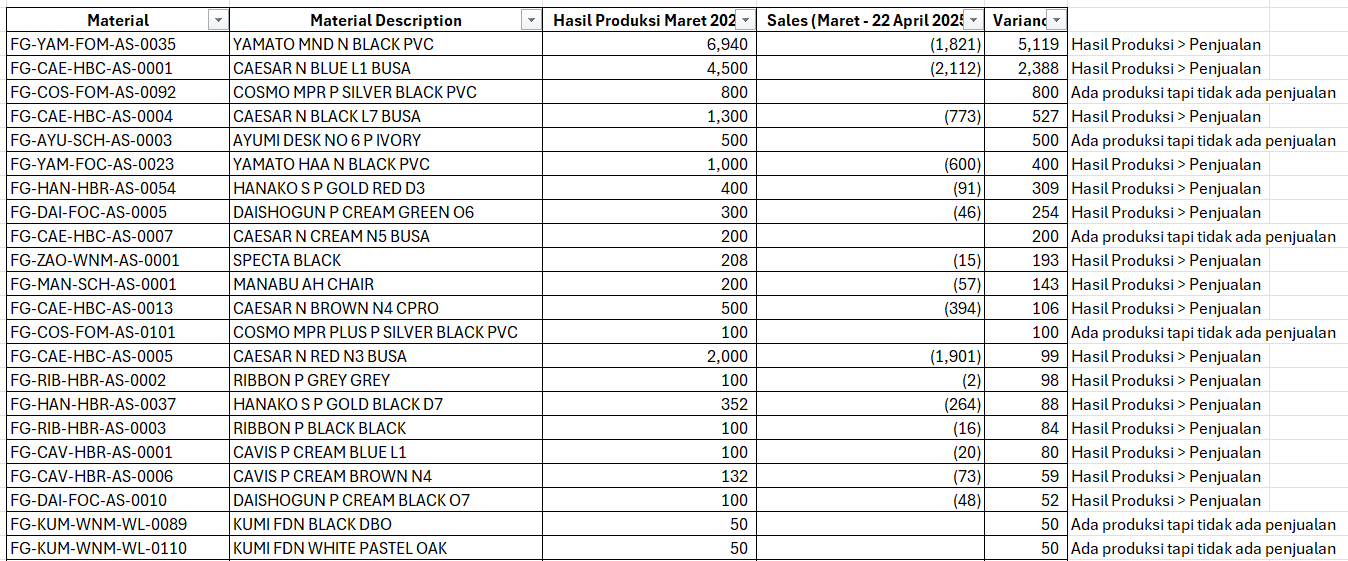 Material Material Description Hasil Produksi Maret 202 Sales (Maret - 22 April 2025 Varianc
FG-YAM-FOM-AS-0035 YAMATO MND N BLACK PVC 6,940 (1,821) 5,119 Hasil Produksi > Penjualan
FG-CAE-HBC-AS-0001 CAESAR N BLUE L1 BUSA 4,500 (2,112) 2,388 Hasil Produksi > Penjualan
FG-COS-FOM-AS-0092 COSMO MPR P SILVER BLACK PVC 800 800 Ada produksi tapi tidak ada penjualan
FG-CAE-HBC-AS-0004 CAESAR N BLACK L7 BUSA 1,300 (773) 527 Hasil Produksi > Penjualan
FG-AYU-SCH-AS-0003 AYUMI DESK NO 6 P IVORY 500 500 Ada produksi tapi tidak ada penjualan
FG-YAM-FOC-AS-0023 YAMATO HAA N BLACK PVC 1,000 (600) 400 Hasil Produksi > Penjualan
FG-HAN-HBR-AS-0054 HANAKO S P GOLD RED D3 400 (91) 309 Hasil Produksi > Penjualan
FG-DAI-FOC-AS-0005 DAISHOGUN P CREAM GREEN O6 300 (46) 254 Hasil Produksi > Penjualan
FG-CAE-HBC-AS-0007 CAESAR N CREAM N5 BUSA 200 200 Ada produksi tapi tidak ada penjualan
FG-ZAO-WNM-AS-0001 SPECTA BLACK 208 (15) 193 Hasil Produksi > Penjualan
FG-MAN-SCH-AS-0001 MANABU AH CHAIR 200 (57) 143 Hasil Produksi > Penjualan
FG-CAE-HBC-AS-0013 CAESAR N BROWN N4 CPRO 500 (394) 106 Hasil Produksi > Penjualan
FG-COS-FOM-AS-0101 COSMO MPR PLUS P SILVER BLACK PVC 100 100 Ada produksi tapi tidak ada penjualan
FG-CAE-HBC-AS-0005 CAESAR N RED N3 BUSA 2,000 (1,901) 99 Hasil Produksi > Penjualan
FG-RIB-HBR-AS-0002 RIBBON P GREY GREY 100 (2) 98 Hasil Produksi > Penjualan
FG-HAN-HBR-AS-0037 HANAKO S P GOLD BLACK D7 352 (264) 88 Hasil Produksi > Penjualan
FG-RIB-HBR-AS-0003 RIBBON P BLACK BLACK 100 (16) 84 Hasil Produksi > Penjualan
FG-CAV-HBR-AS-0001 CAVIS P CREAM BLUE L1 100 (20) 80 Hasil Produksi > Penjualan
FG-CAV-HBR-AS-0006 CAVIS P CREAM BROWN N4 132 (73) 59 Hasil Produksi > Penjualan
FG-DAI-FOC-AS-0010 DAISHOGUN P CREAM BLACK O7 100 (48) 52 Hasil Produksi > Penjualan
FG-KUM-WNM-WL-0089 KUMI FDN BLACK DBO 50 50 Ada produksi tapi tidak ada penjualan
FG-KUM-WNM-WL-0110 KUMI FDN WHITE PASTEL OAK 50 50 Ada produksi tapi tidak ada penjualan